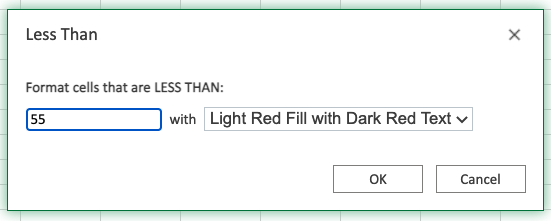 Less Than
Format cells that are LESS THAN:
55 with Light Red Fill with Dark Red Text
OK Cancel